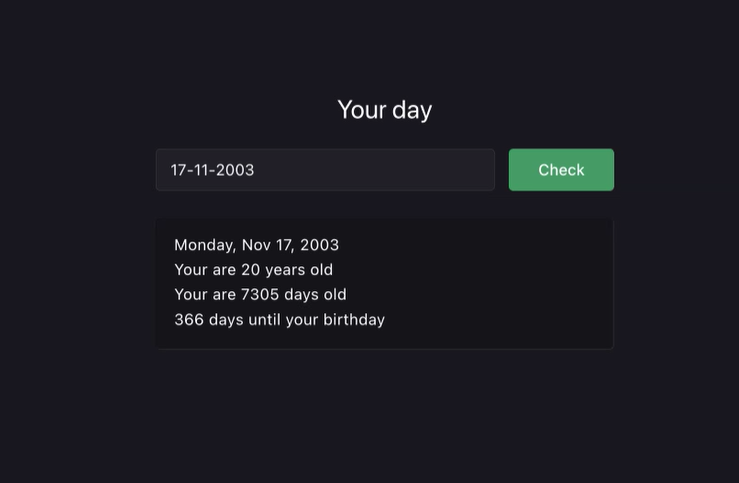 Your day
17-11-2003
Check
Monday, Nov 17, 2003
Your are 20 years old
Your are 7305 days old
366 days until your birthday